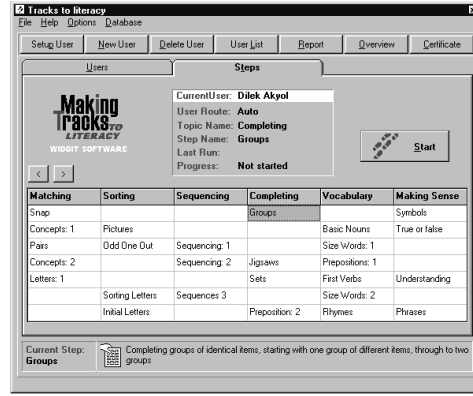 Tracks to literacy
File Help Options Database
Setup User New User Delete User User List Report Overview Certificate
Users Steps
Making Tracks TO LITERACY
WIDGIT SOFTWARE
CurrentUser: Dilek Akyol
User Route: Auto
Topic Name: Completing
Step Name: Groups
Last Run:
Progress: Not started
Start
< >
Matching Sorting Sequencing Completing Vocabulary Making Sense
Snap Groups Symbols
Concepts: 1 Pictures Basic Nouns True or false
Pairs Odd One Out Sequencing: 1 Size Words: 1
Concepts: 2 Sequencing: 2 Jigsaws Prepositions: 1
Letters: 1 Sets First Verbs Understanding
Sorting Letters Sequences 3 Size Words: 2
Initial Letters Preposition: 2 Rhymes Phrases
Current Step:
Groups
Completing groups of identical items, starting with one group of different items, through to two
groups